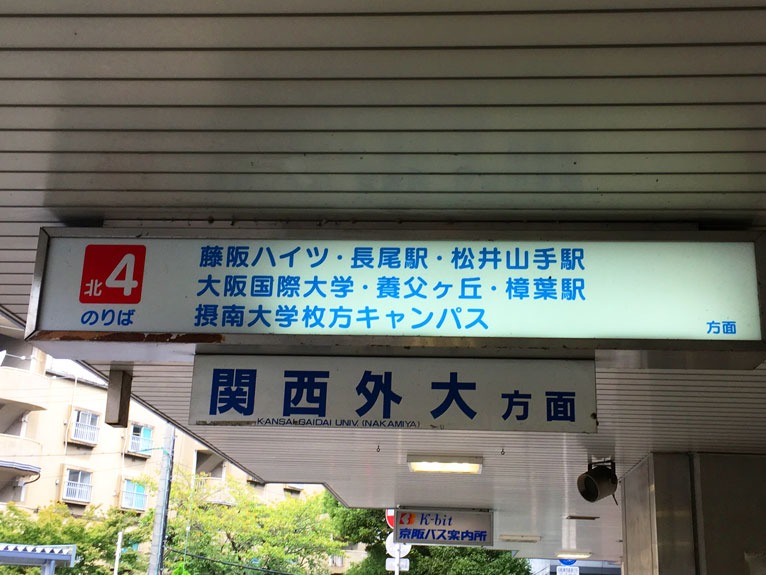 北4
のりば
藤阪ハイツ・長尾駅・松井山手駅
大阪国際大学・養父ヶ丘・樟葉駅
摂南大学枚方キャンパス
方面
関西外大方面
KANSAI GAIDAI UNIV. (NAKAMIYA)
K-bit
京阪バス案内所